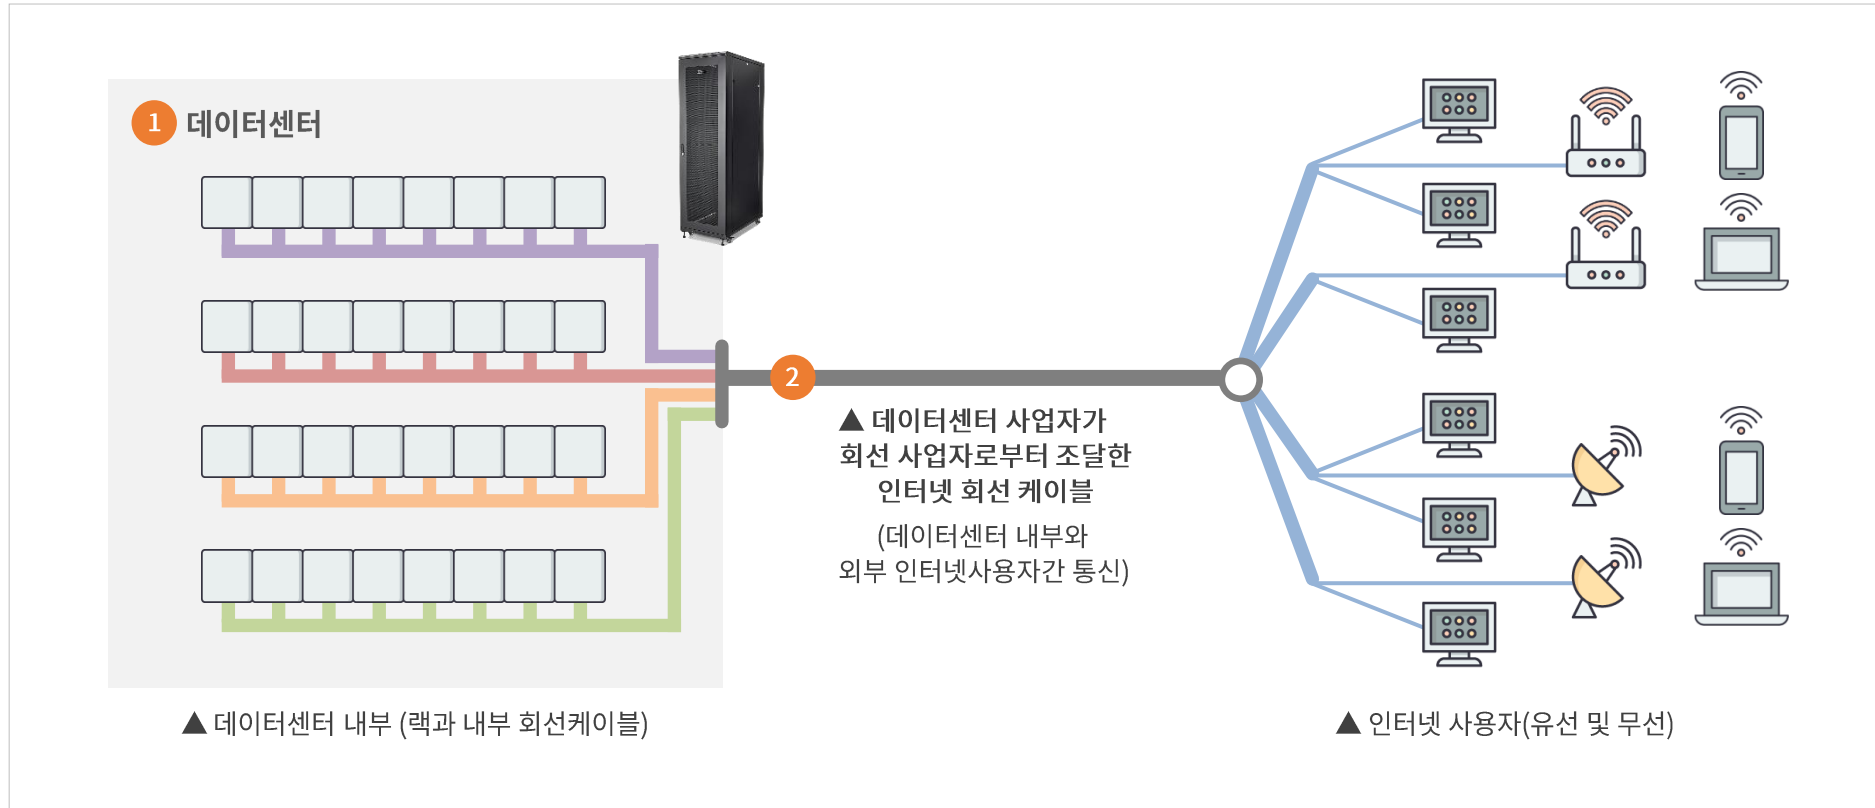 1 데이터센터
2
▲ 데이터센터 사업자가
회선 사업자로부터 조달한
인터넷 회선 케이블
(데이터센터 내부와
외부 인터넷사용자간 통신)
▲ 데이터센터 내부 (랙과 내부 회선케이블)
▲ 인터넷 사용자(유선 및 무선)